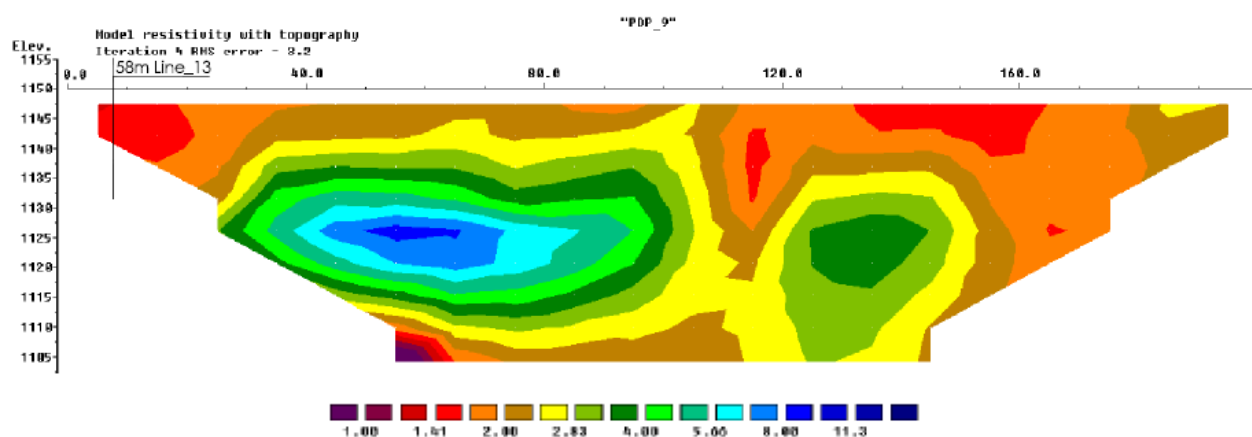 "PDP_9"
Model resistivity with topography
Iteration 4 RMS error = 3.2
Elev.
58m Line_13
0.0 40.0 80.0 120.0 160.0
1155
1150
1145
1140
1135
1130
1125
1120
1115
1110
1105
1.00 1.41 2.00 2.83 4.00 5.66 8.00 11.3